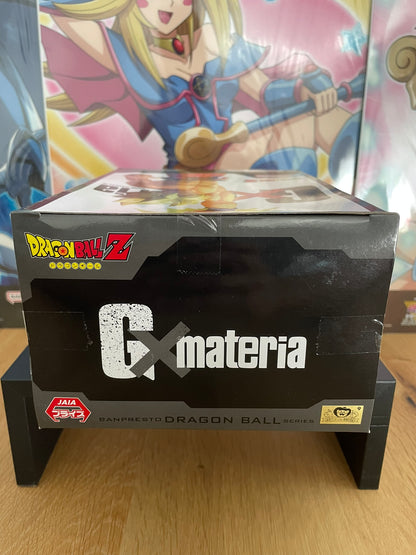 DRAGON BALL Z
ドラゴンボールZ
G×materia
JAIA
プライズ
BANPRESTO DRAGON BALL SERIES